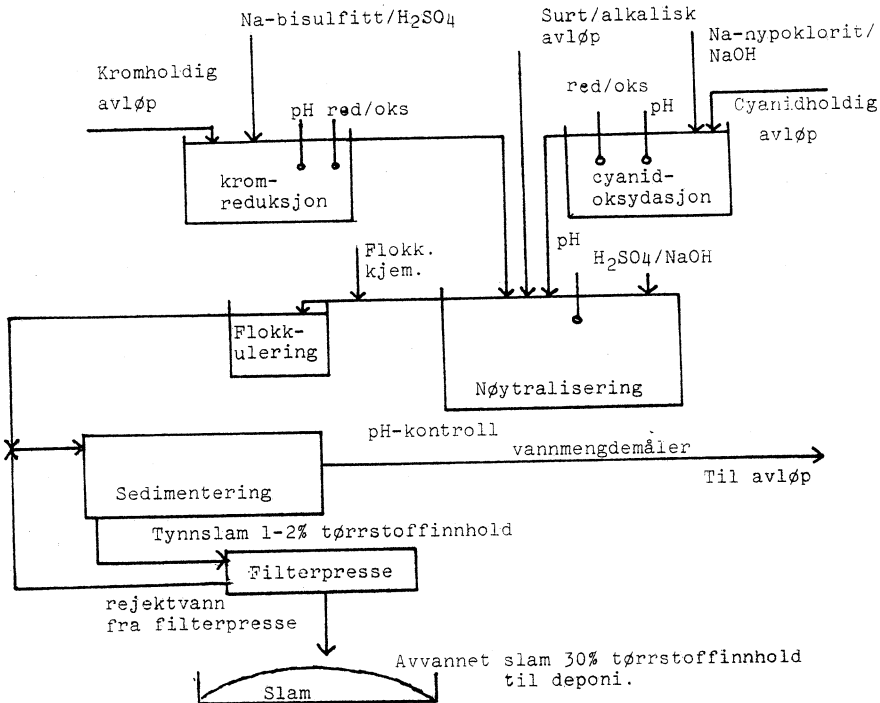 Na-bisulfitt/H₂SO₄
Surt/alkalisk
avløp
Na-nypoklorit/
NaOH
Kromholdig
avløp
pH red/oks
red/oks
pH
Cyanidholdig
avløp
krom-
reduksjon
cyanid-
oksydasjon
Flokk.
kjem.
pH
H₂SO₄/NaOH
Flokk-
ulering
Nøytralisering
pH-kontroll
vannmengdemåler
Til avløp
Sedimentering
Tynnslam 1-2% tørrstoffinnhold
Filterpresse
rejektvann
fra filterpresse
Avvannet slam 30% tørrstoffinnhold
til deponi.
Slam